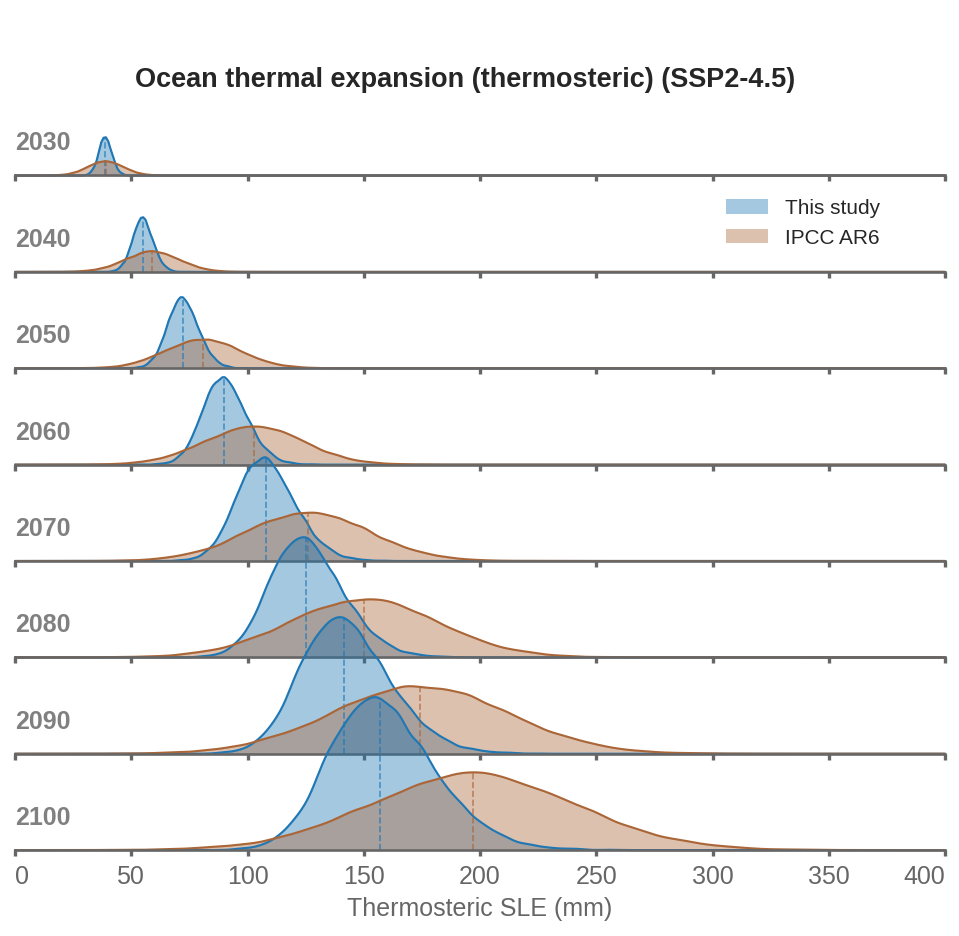 Ocean thermal expansion (thermosteric) (SSP2-4.5)
2030
This study
2040
IPCC AR6
2050
2060
2070
2080
2090
2100
0 50 100 150 200 250 300 350 400
Thermosteric SLE (mm)